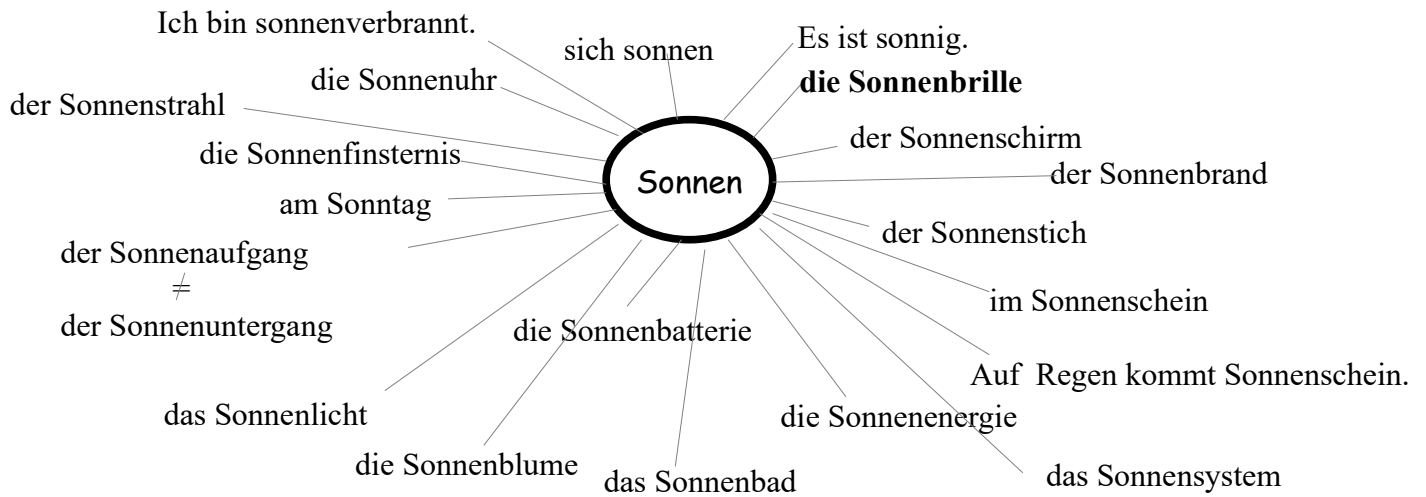 Ich bin sonnenverbrannt.
sich sonnen
Es ist sonnig.
die Sonnenuhr
die Sonnenbrille
der Sonnenstrahl
der Sonnenschirm
die Sonnenfinsternis
der Sonnenbrand
Sonnen
am Sonntag
der Sonnenstich
der Sonnenaufgang
≠
im Sonnenschein
der Sonnenuntergang
die Sonnenbatterie
Auf Regen kommt Sonnenschein.
das Sonnenlicht
die Sonnenenergie
die Sonnenblume
das Sonnenbad
das Sonnensystem